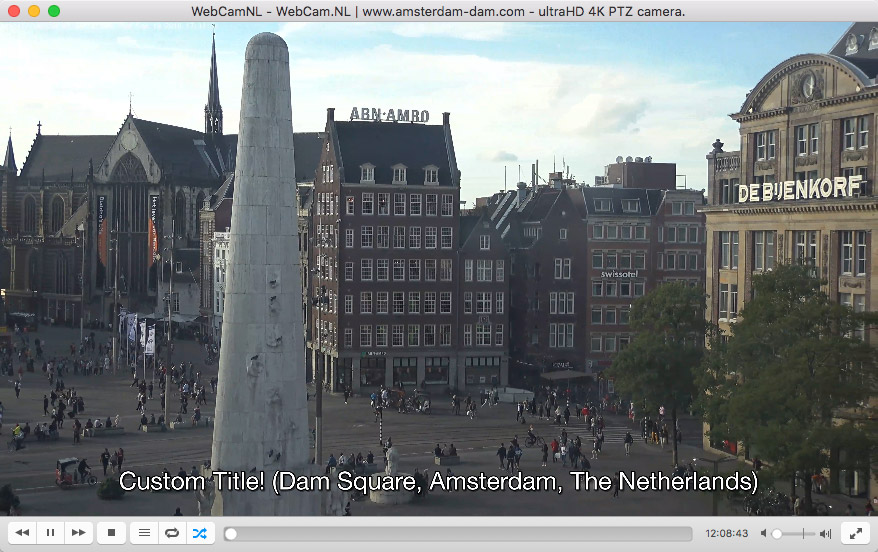 WebCamNL - WebCam.NL | www.amsterdam-dam.com - ultraHD 4K PTZ camera.
ABN·AMRO
DE BIJENKORF
swissotel
Custom Title! (Dam Square, Amsterdam, The Netherlands)
12:08:43